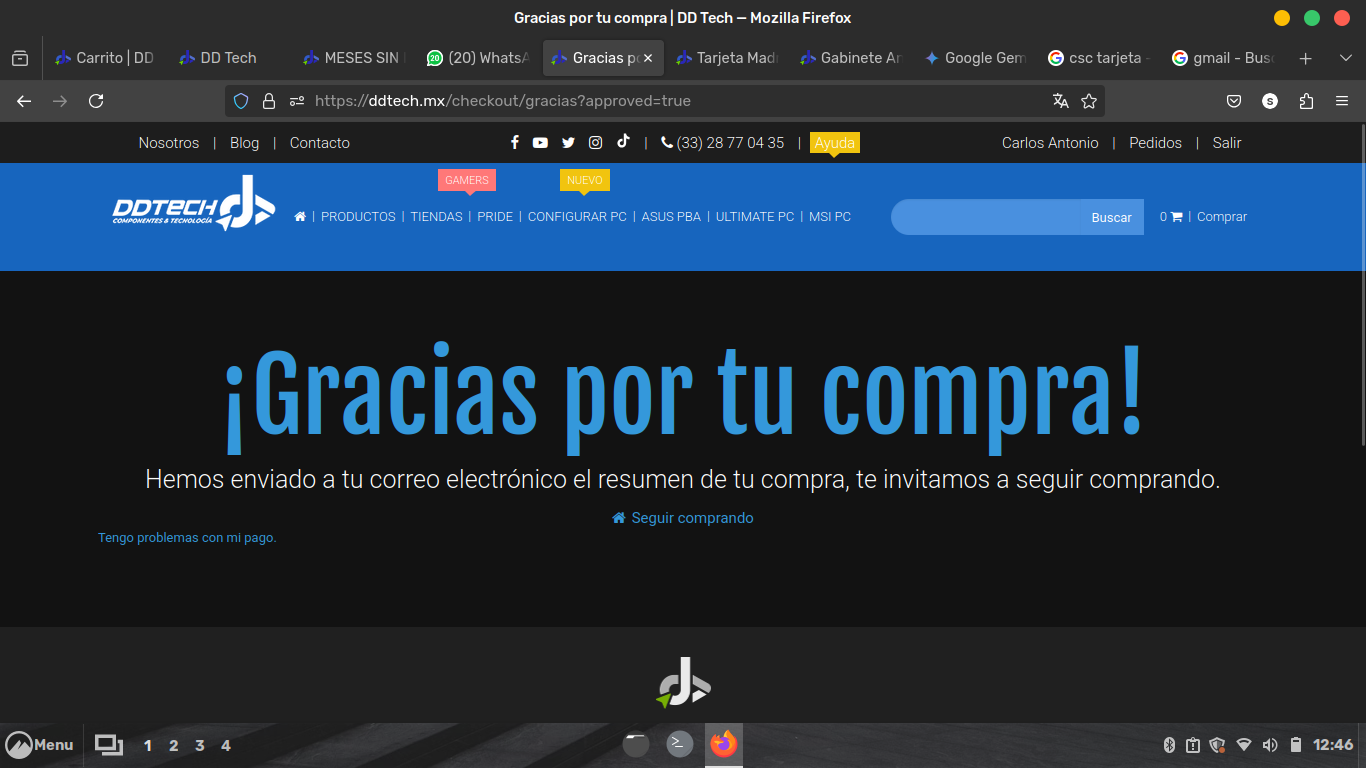 Gracias por tu compra | DD Tech — Mozilla Firefox
Carrito | DD
DD Tech
MESES SIN
20 (20) WhatsA
Gracias po
Tarjeta Mad
Gabinete An
Google Gem
csc tarjeta -
gmail - Bus
https://ddtech.mx/checkout/gracias?approved=true
S
Nosotros | Blog | Contacto
| (33) 28 77 04 35 | Ayuda
Carlos Antonio | Pedidos | Salir
GAMERS
NUEVO
DDTECH
COMPONENTES & TECNOLOGÍA
| PRODUCTOS | TIENDAS | PRIDE | CONFIGURAR PC | ASUS PBA | ULTIMATE PC | MSI PC
Buscar
0 | Comprar
¡Gracias por tu compra!
Hemos enviado a tu correo electrónico el resumen de tu compra, te invitamos a seguir comprando.
Seguir comprando
Tengo problemas con mi pago.
Menu
1 2 3 4
12:46